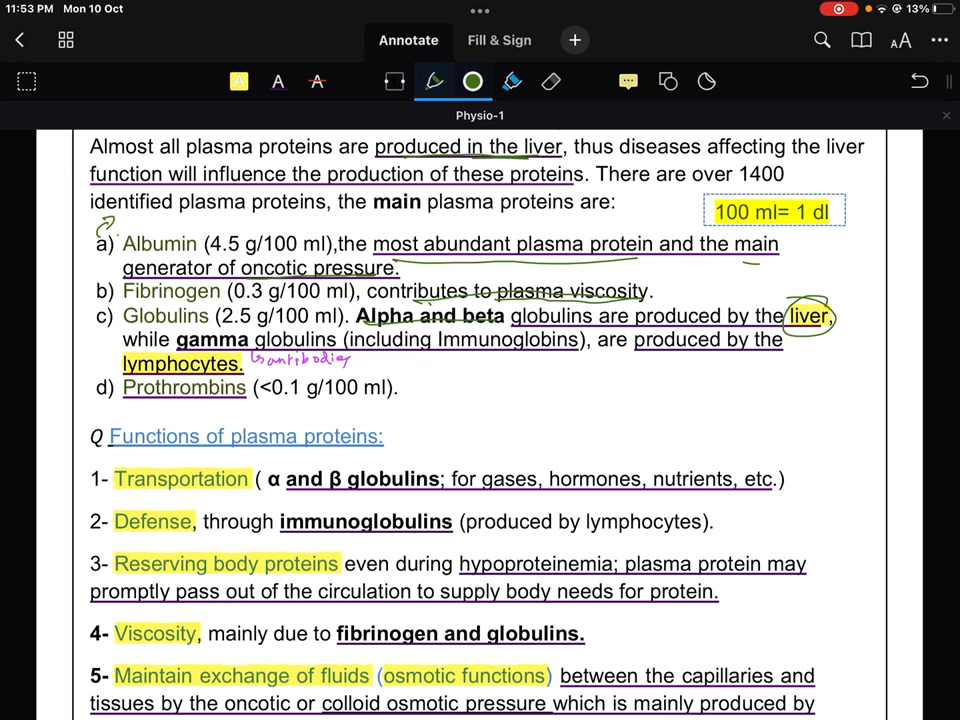 11:53 PM Mon 10 Oct
13%
Annotate Fill & Sign
A A A
AA
Physio-1
Almost all plasma proteins are produced in the liver, thus diseases affecting the liver
function will influence the production of these proteins. There are over 1400
identified plasma proteins, the main plasma proteins are:
100 ml= 1 dl
a) Albumin (4.5 g/100 ml),the most abundant plasma protein and the main
generator of oncotic pressure.
b) Fibrinogen (0.3 g/100 ml), contributes to plasma viscosity.
c) Globulins (2.5 g/100 ml). Alpha and beta globulins are produced by the liver,
while gamma globulins (including Immunoglobins), are produced by the
lymphocytes. antibodies
d) Prothrombins (<0.1 g/100 ml).
Q Functions of plasma proteins:
1- Transportation ( α and β globulins; for gases, hormones, nutrients, etc.)
2- Defense, through immunoglobulins (produced by lymphocytes).
3- Reserving body proteins even during hypoproteinemia; plasma protein may
promptly pass out of the circulation to supply body needs for protein.
4- Viscosity, mainly due to fibrinogen and globulins.
5- Maintain exchange of fluids (osmotic functions) between the capillaries and
tissues by the oncotic or colloid osmotic pressure which is mainly produced by